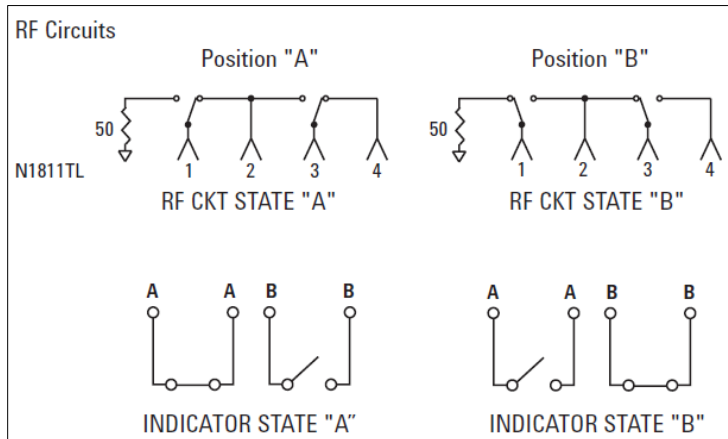 RF Circuits
Position "A" Position "B"
50 50
N1811TL
1 2 3 4 1 2 3 4
RF CKT STATE "A" RF CKT STATE "B"
A A B B A A B B
INDICATOR STATE "A” INDICATOR STATE "B"